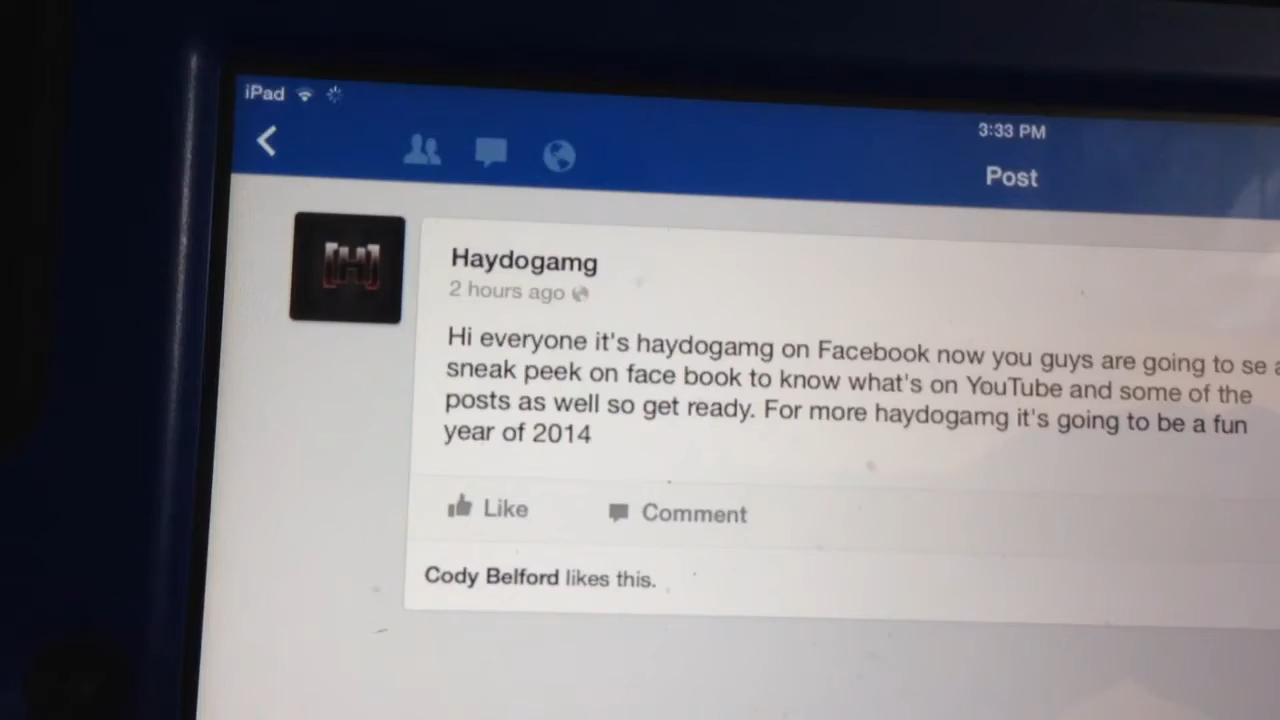 iPad
3:33 PM
Post
[H]
Haydogamg
2 hours ago
Hi everyone it's haydogamg on Facebook now you guys are going to se a
sneak peek on face book to know what's on YouTube and some of the
posts as well so get ready. For more haydogamg it's going to be a fun
year of 2014
Like
Comment
Cody Belford likes this.